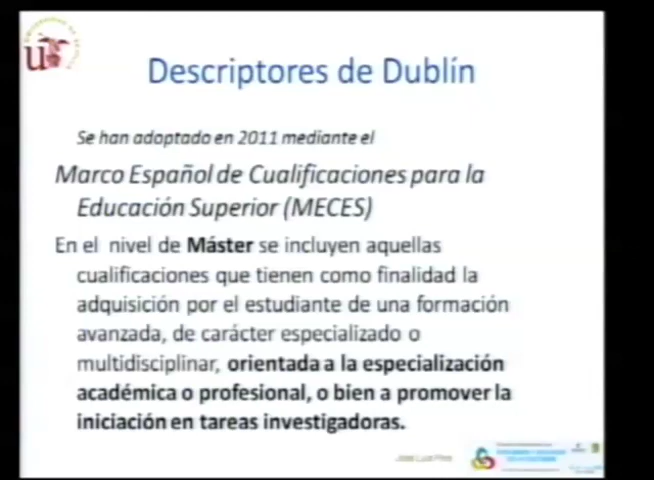 Descriptores de Dublín
Se han adoptado en 2011 mediante el
Marco Español de Cualificaciones para la
Educación Superior (MECES)
En el nivel de Máster se incluyen aquellas
cualificaciones que tienen como finalidad la
adquisición por el estudiante de una formación
avanzada, de carácter especializado o
multidisciplinar, orientada a la especialización
académica o profesional, o bien a promover la
iniciación en tareas investigadoras.